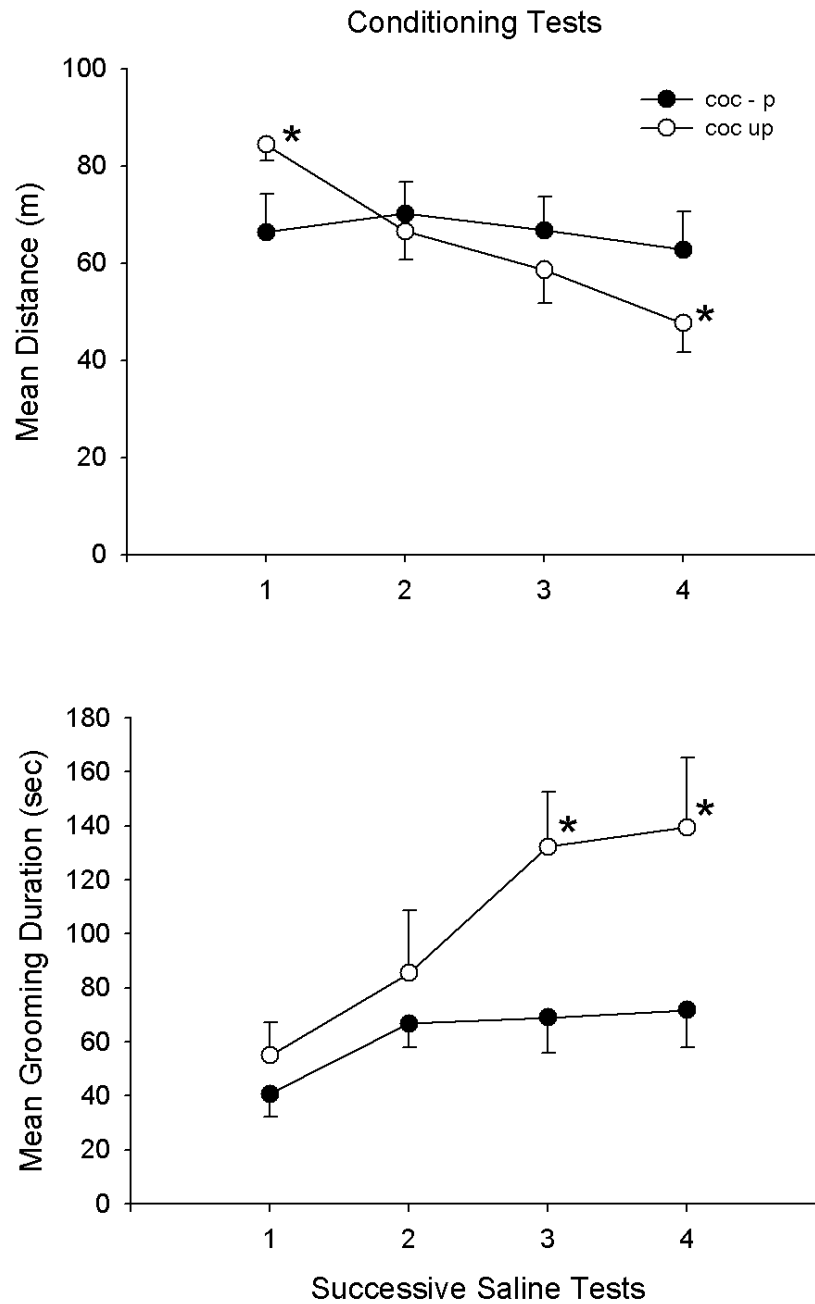 Conditioning Tests
100
80
60
40
20
0
Mean Distance (m)
coc - p
coc up
*
*
1 2 3 4
180
160
140
120
100
80
60
40
20
0
Mean Grooming Duration (sec)
*
*
1 2 3 4
Successive Saline Tests